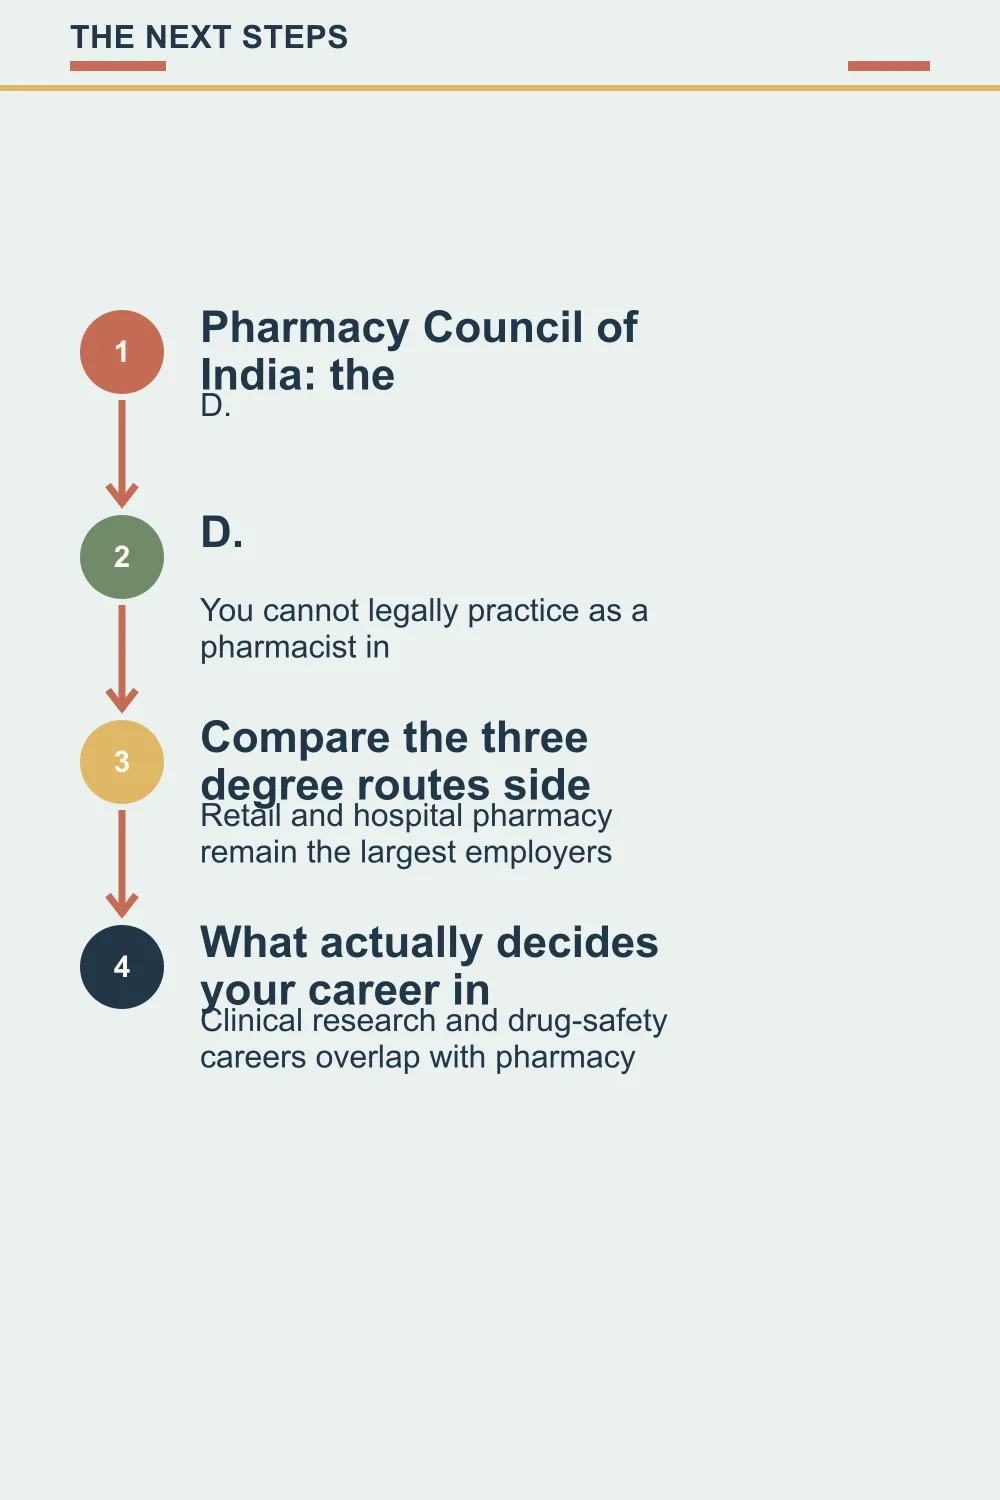 THE NEXT STEPS
1
Pharmacy Council of
India: the
D.
2
D.
You cannot legally practice as a
pharmacist in
3
Compare the three
degree routes side
Retail and hospital pharmacy
remain the largest employers
4
What actually decides
your career in
Clinical research and drug-safety
careers overlap with pharmacy